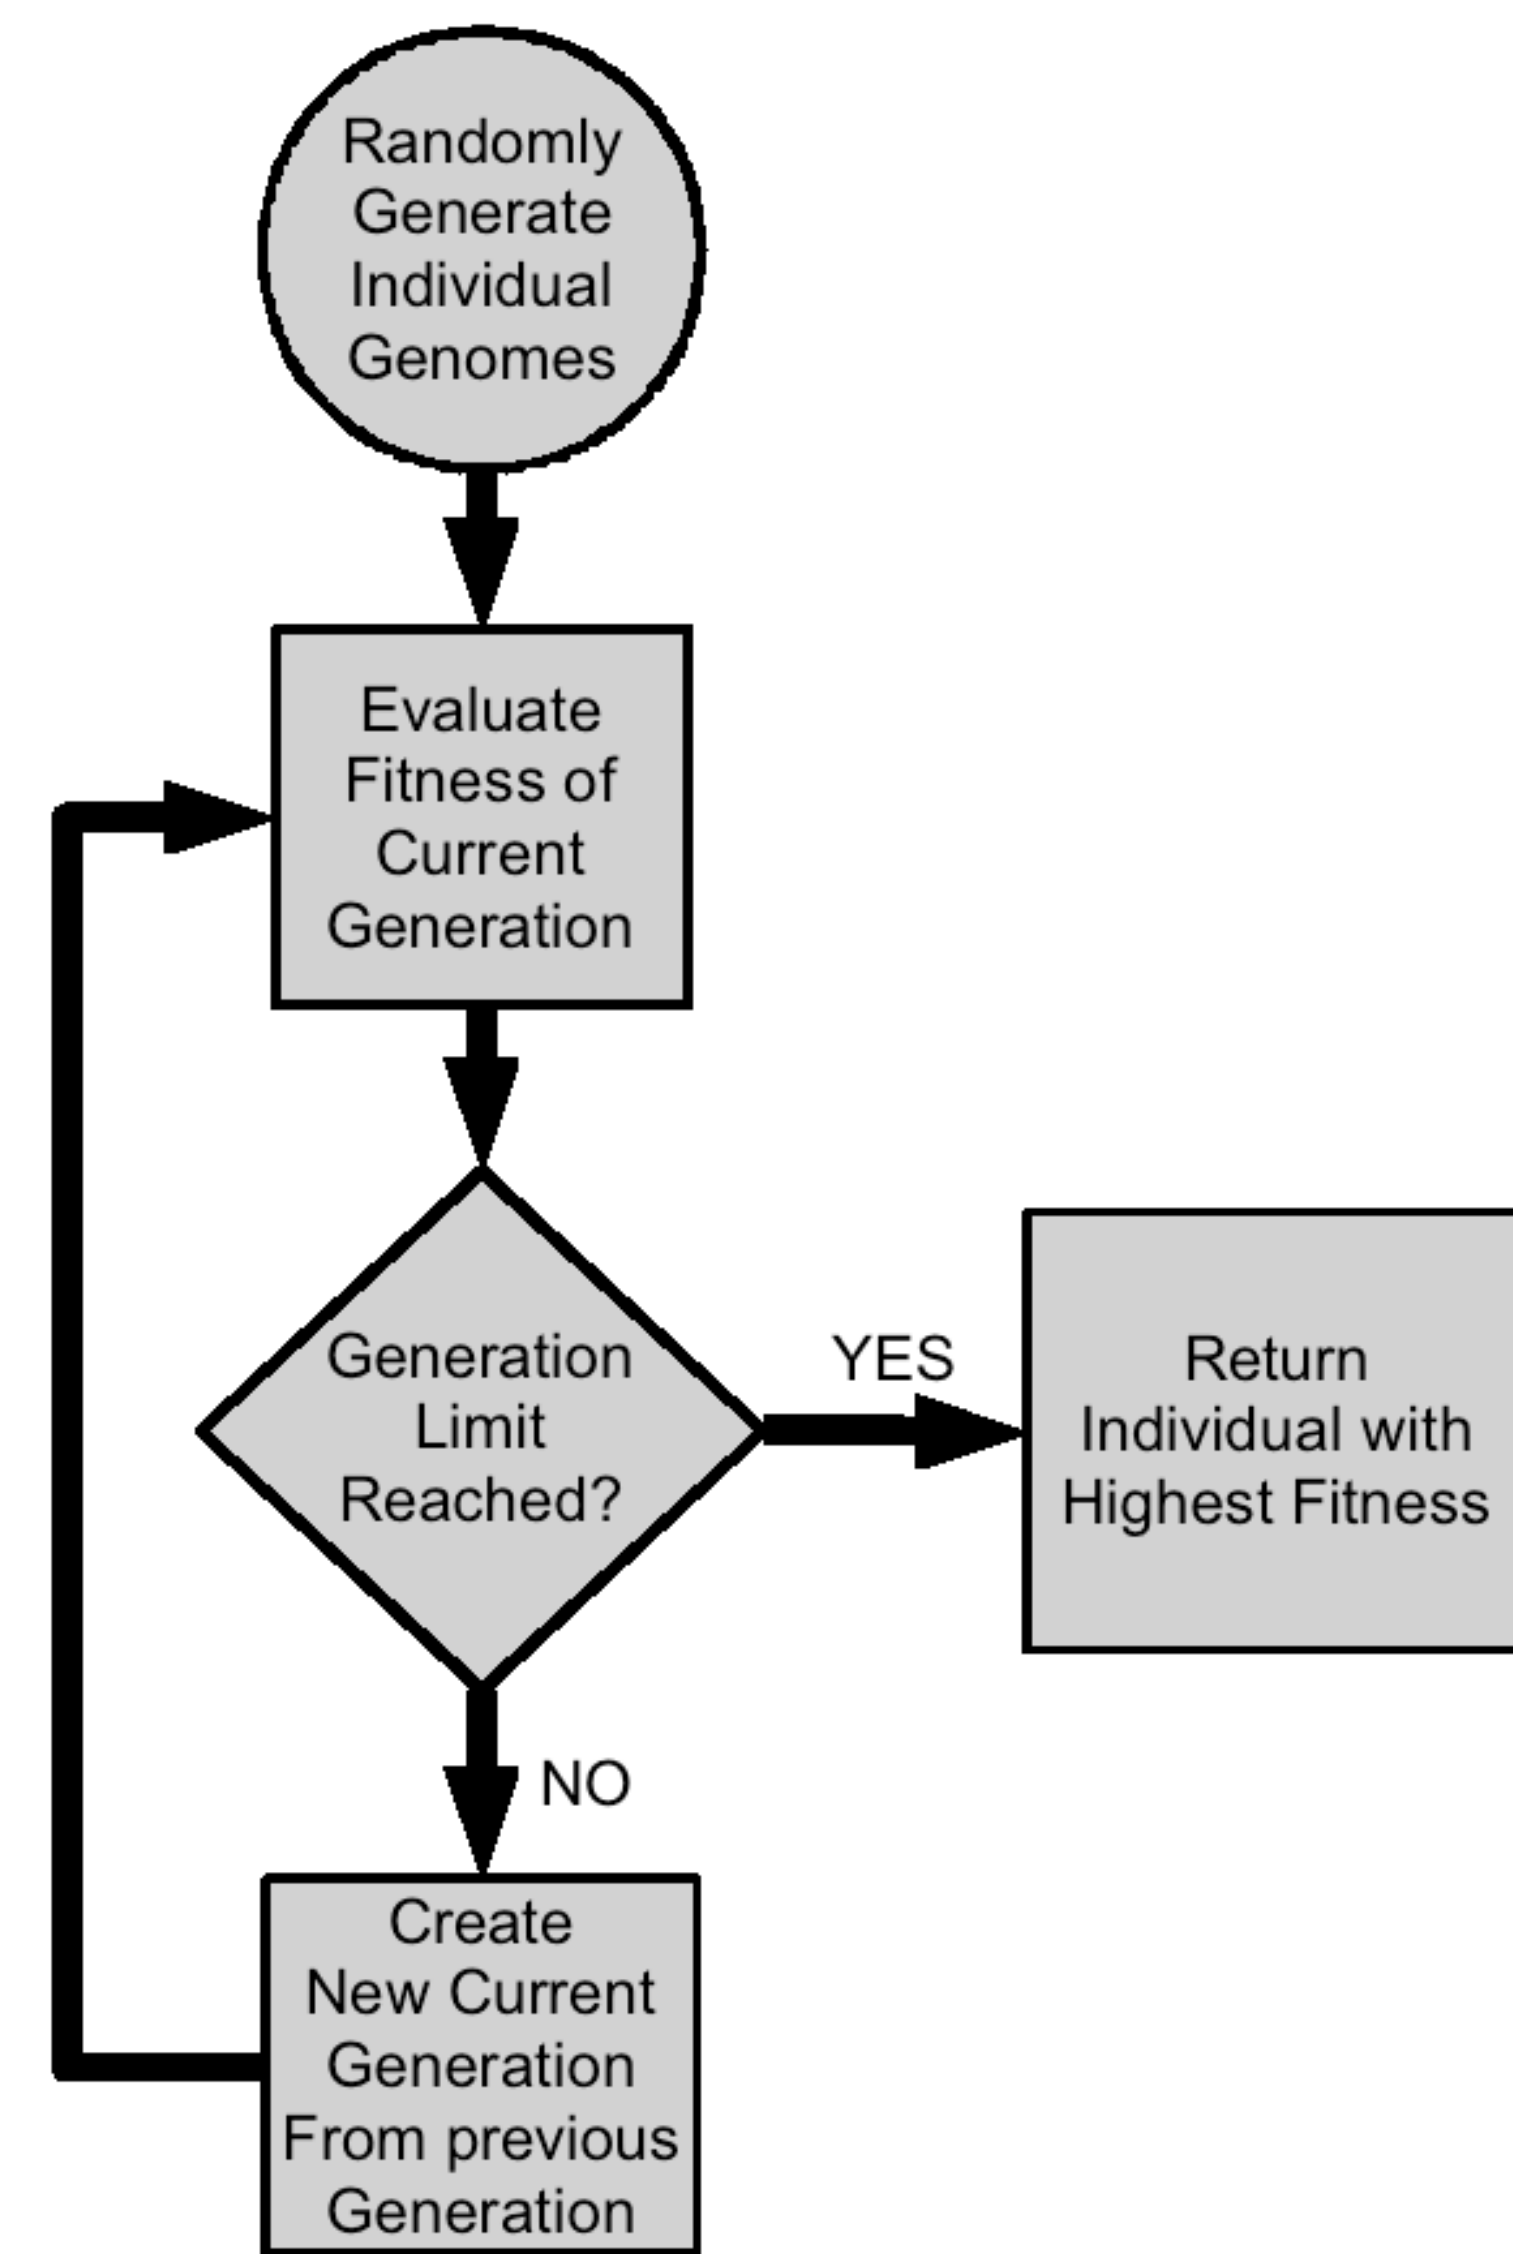 Randomly
Generate
Individual
Genomes
Evaluate
Fitness of
Current
Generation
Generation
Limit
Reached?
YES
Return
Individual with
Highest Fitness
NO
Create
New Current
Generation
From previous
Generation